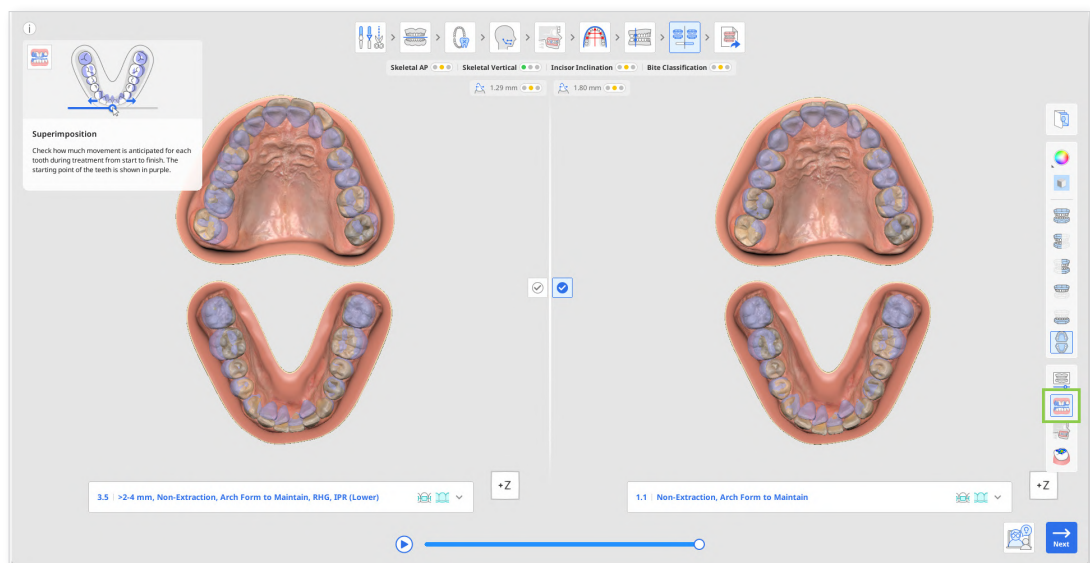 Skeletal AP
Skeletal Vertical
Incisor Inclination
Bite Classification
1.29 mm
1.80 mm
Superimposition
Check how much movement is anticipated for each
tooth during treatment from start to finish. The
starting point of the teeth is shown in purple.
3.5 | >2-4 mm, Non-Extraction, Arch Form to Maintain, RHG, IPR (Lower)
+Z
1.1 | Non-Extraction, Arch Form to Maintain
+Z
Next